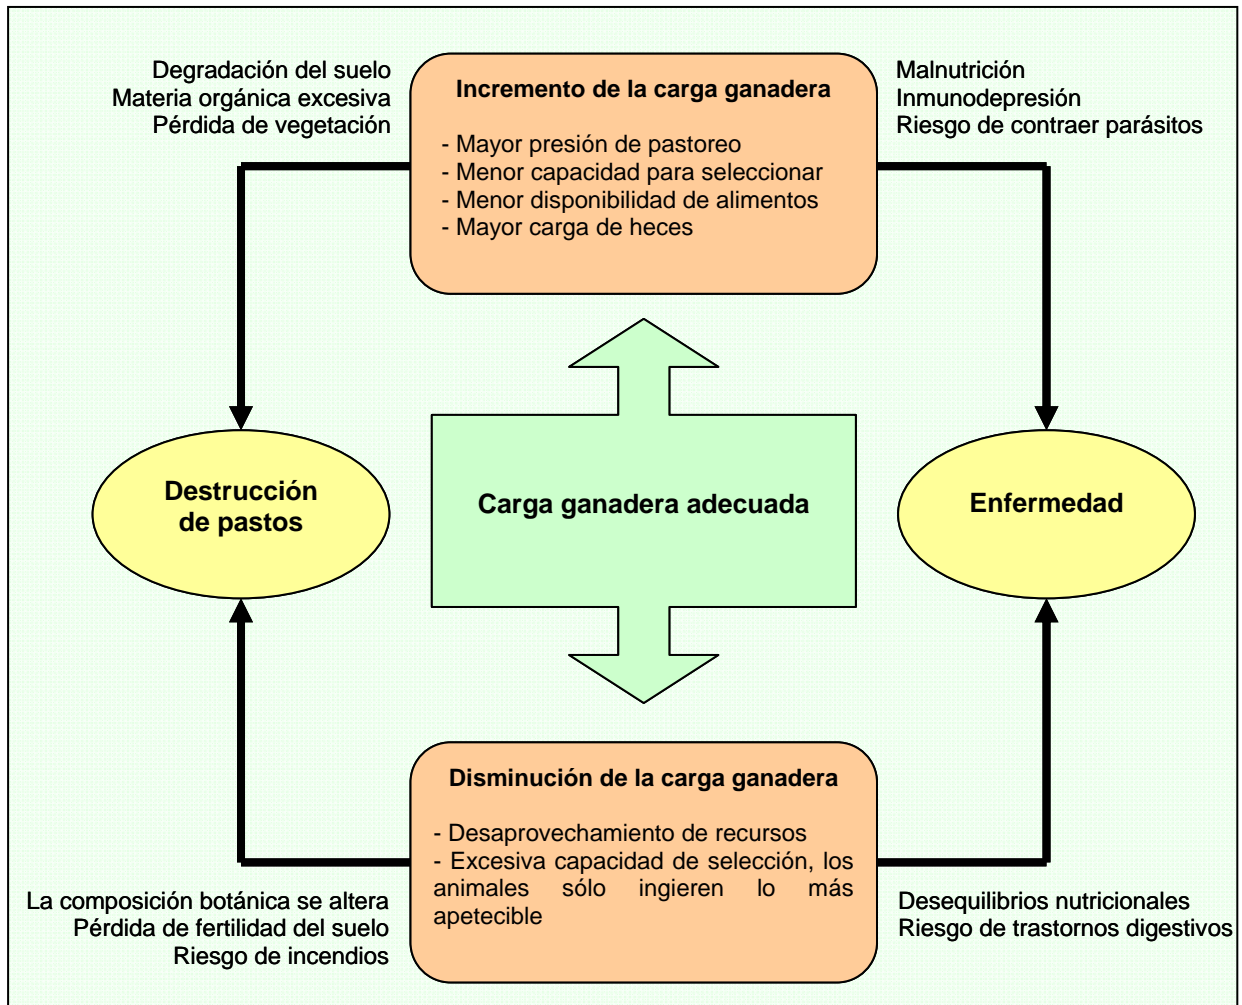 Degradación del suelo
Materia orgánica excesiva
Pérdida de vegetación
Incremento de la carga ganadera
- Mayor presión de pastoreo
- Menor capacidad para seleccionar
- Menor disponibilidad de alimentos
- Mayor carga de heces
Malnutrición
Inmunodepresión
Riesgo de contraer parásitos
Destrucción
de pastos
Carga ganadera adecuada
Enfermedad
La composición botánica se altera
Pérdida de fertilidad del suelo
Riesgo de incendios
Disminución de la carga ganadera
- Desaprovechamiento de recursos
- Excesiva capacidad de selección, los
animales sólo ingieren lo más
apetecible
Desequilibrios nutricionales
Riesgo de trastornos digestivos